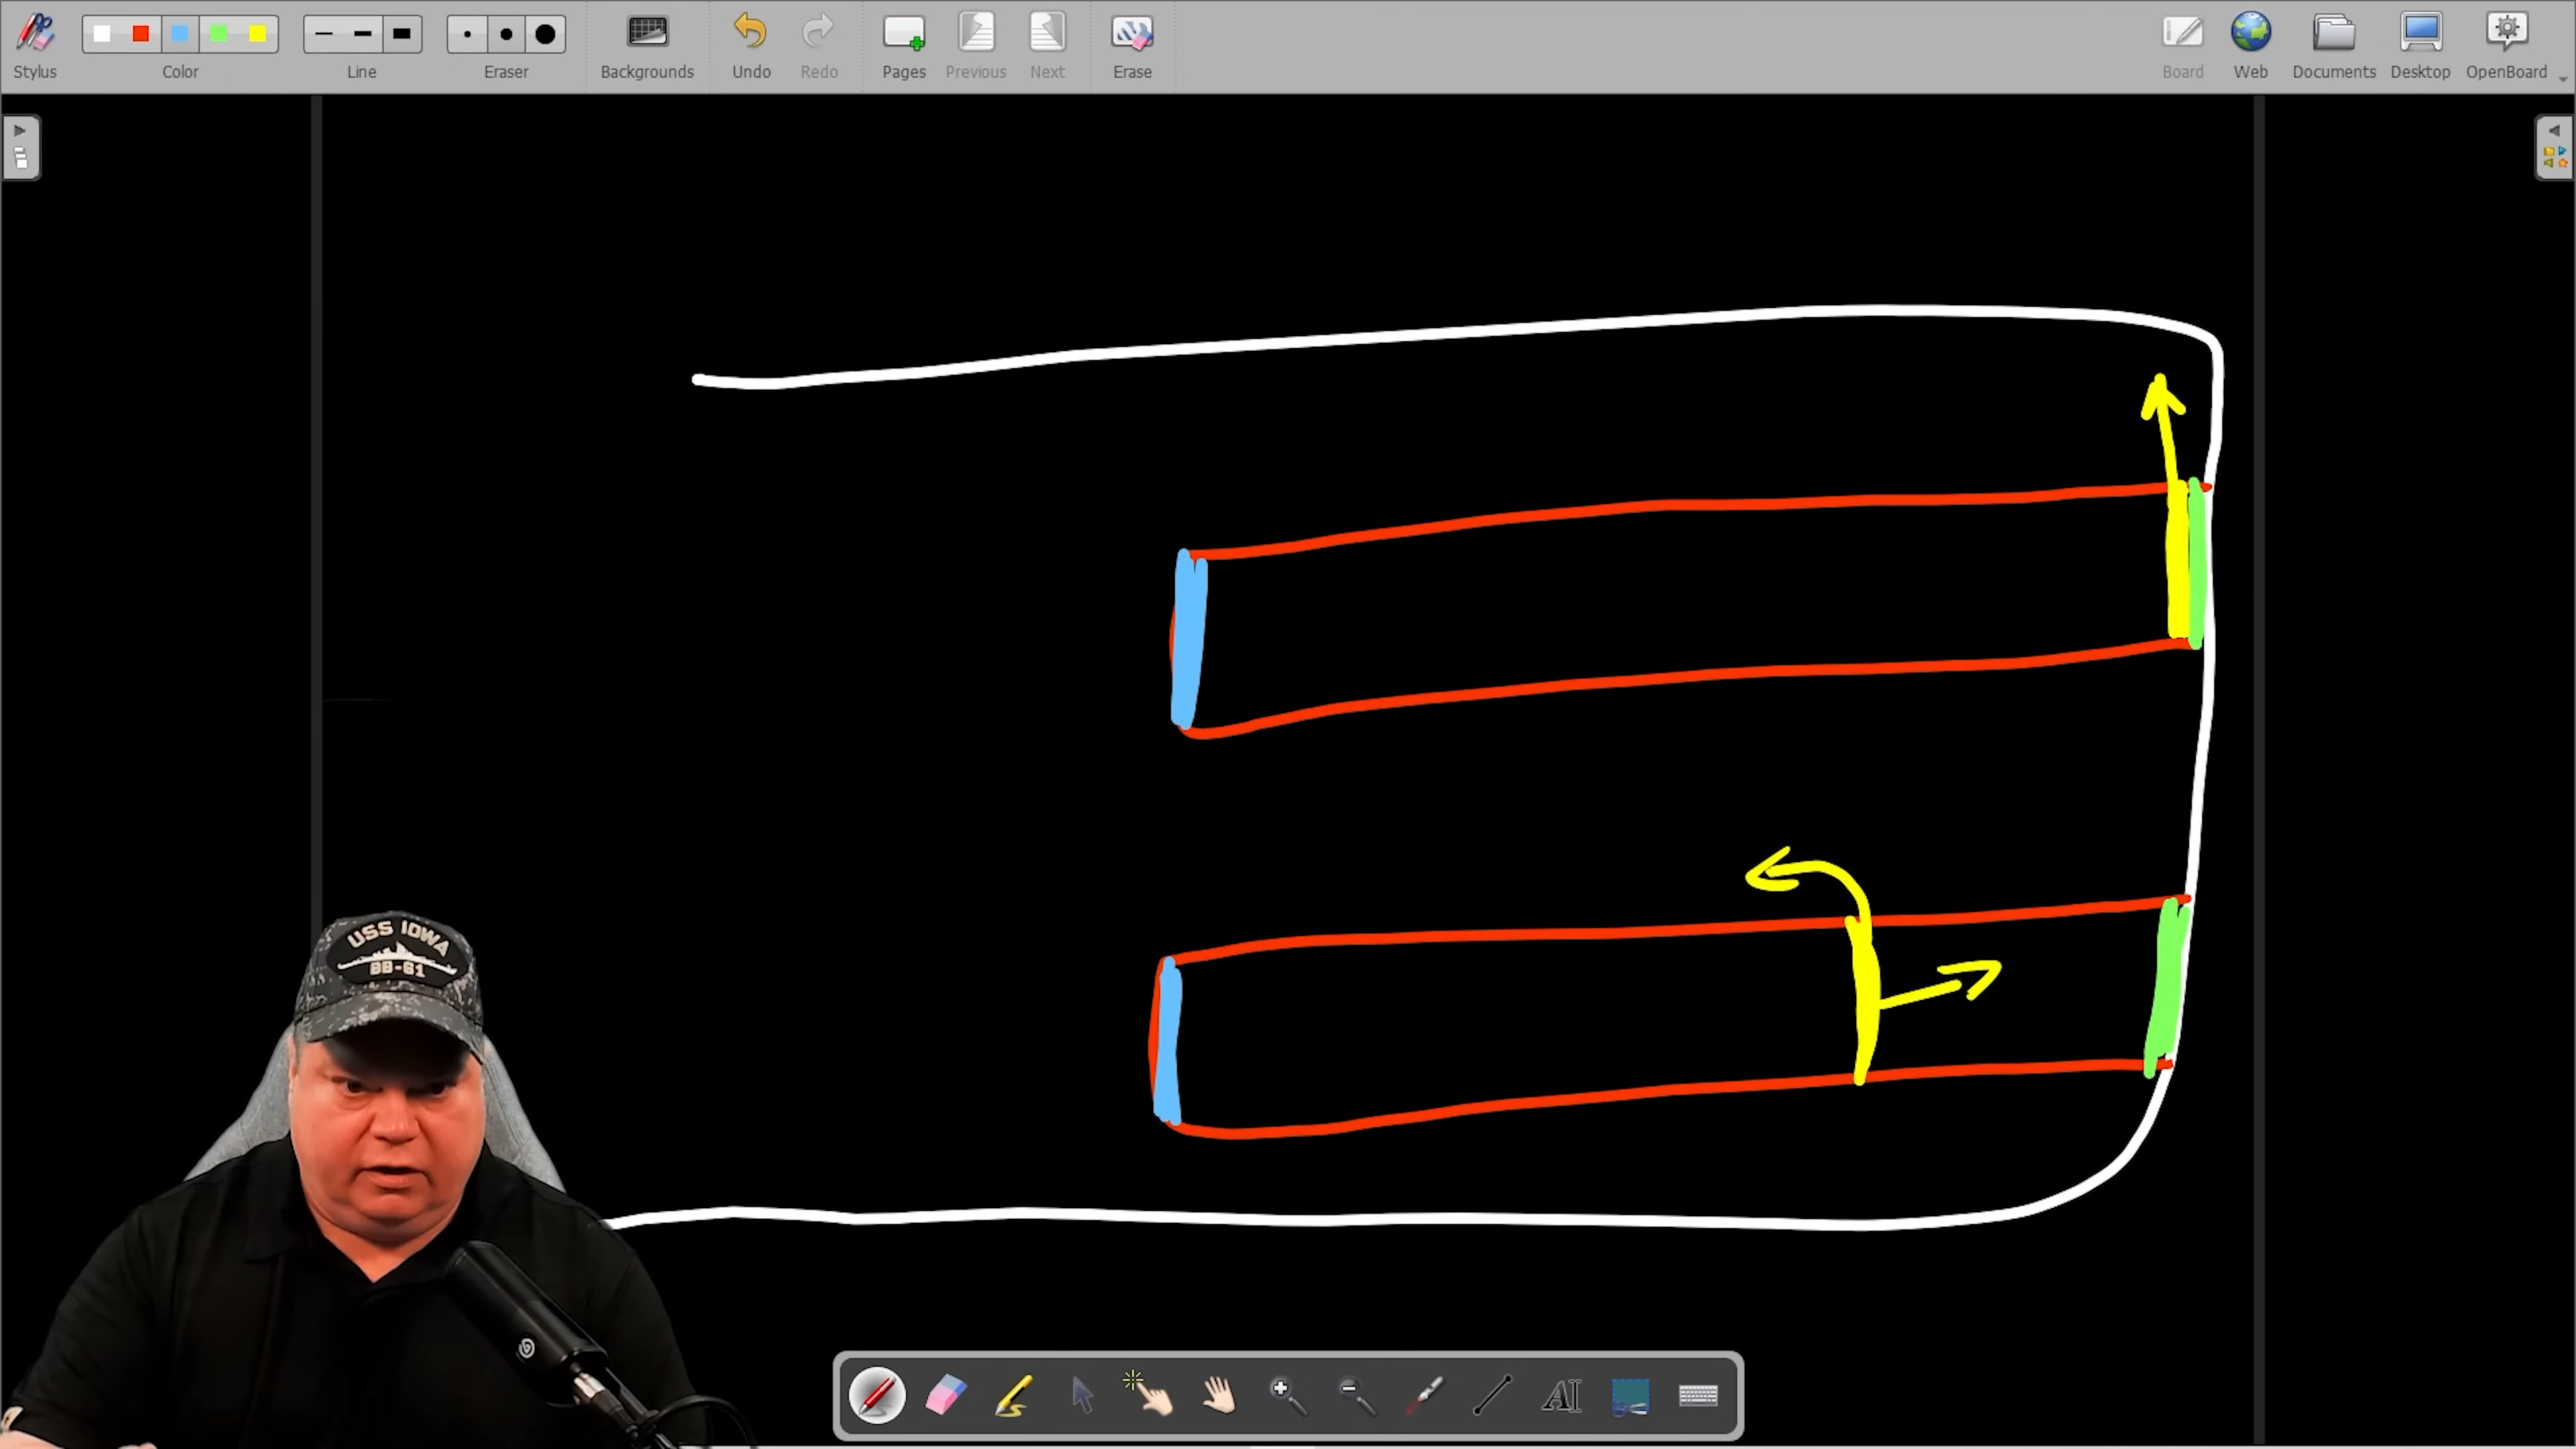 Stylus
Color
Line
Eraser
Backgrounds
Undo
Redo
Pages
Previous
Next
Erase
Board
Web
Documents
Desktop
OpenBoard
USS IOWA
BB-61
AI